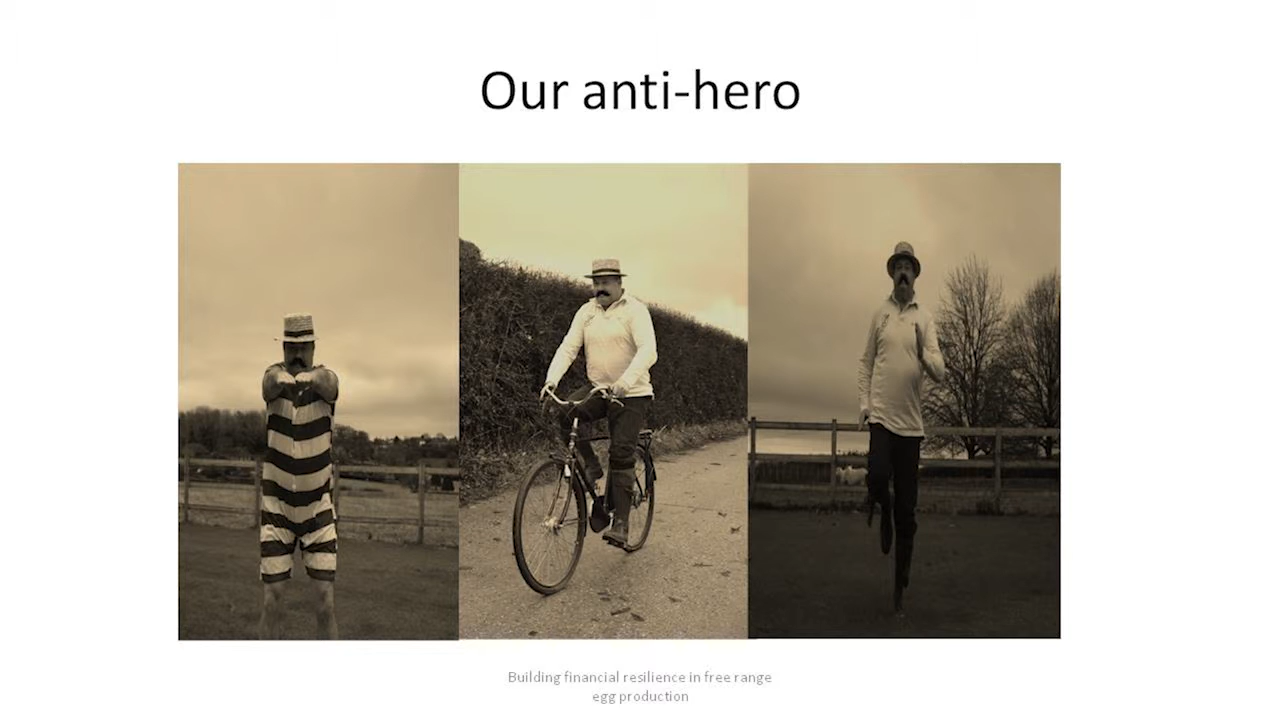 Our anti-hero
Building financial resilience in free range
egg production